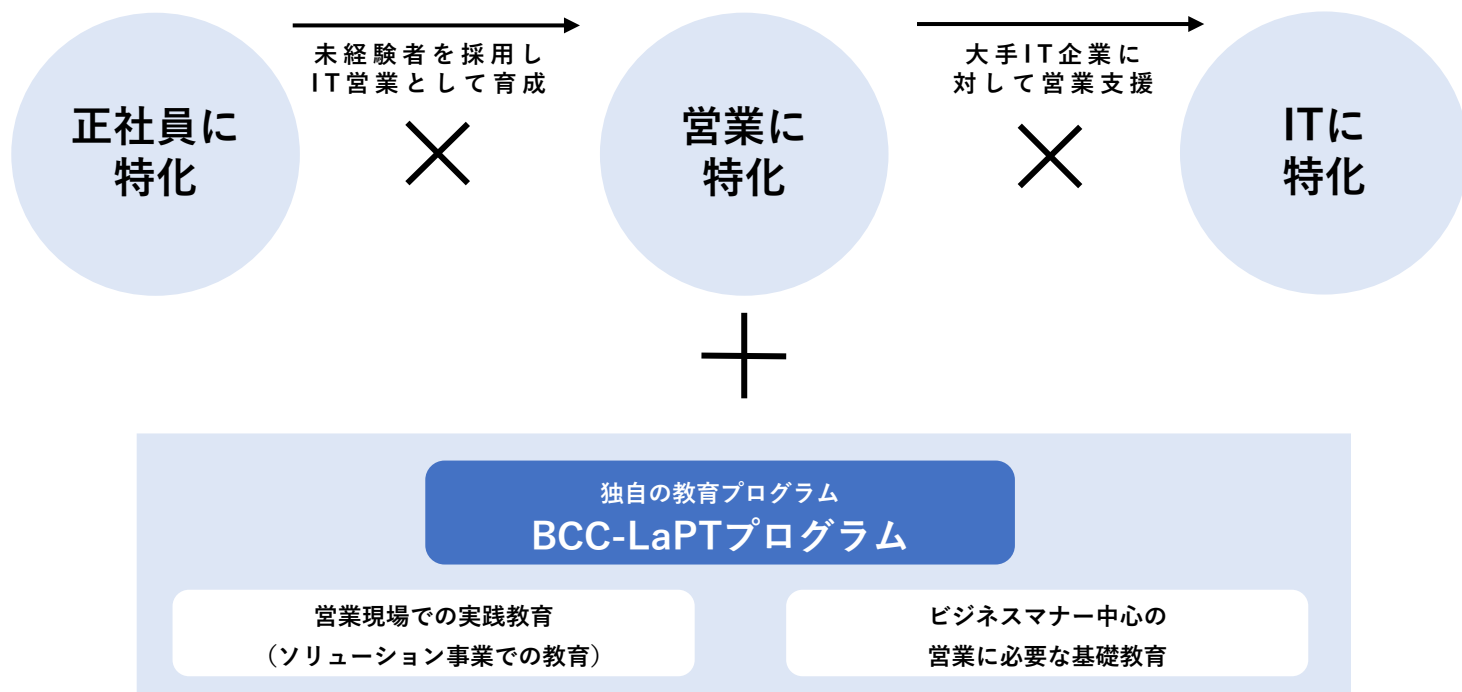 未経験者を採用し
IT営業として育成
大手IT企業に
対して営業支援
正社員に
特化
営業に
特化
ITに
特化
独自の教育プログラム
BCC-LaPTプログラム
営業現場での実践教育
（ソリューション事業での教育）
ビジネスマナー中心の
営業に必要な基礎教育